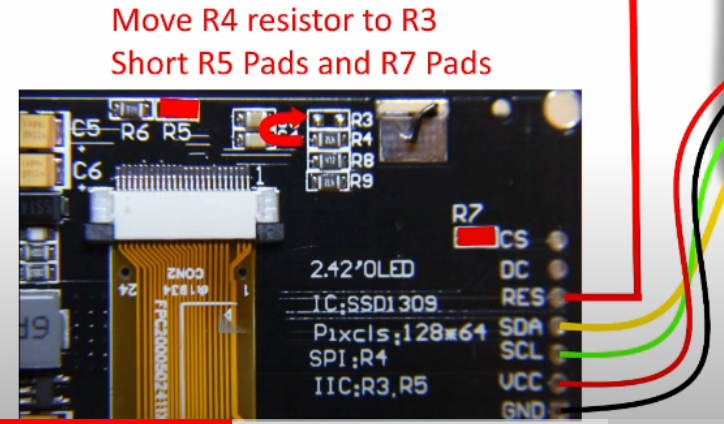 Move R4 resistor to R3
Short R5 Pads and R7 Pads
C5
R6 R5
R3
R4
C6
R8
1
R9
R7
CS
2.42'OLED
DC
CON2
24
1
IC:SSD1309
RES
Pixcls:128*64
SDA
SPI:R4
SCL
IIC:R3,R5
VCC
GND